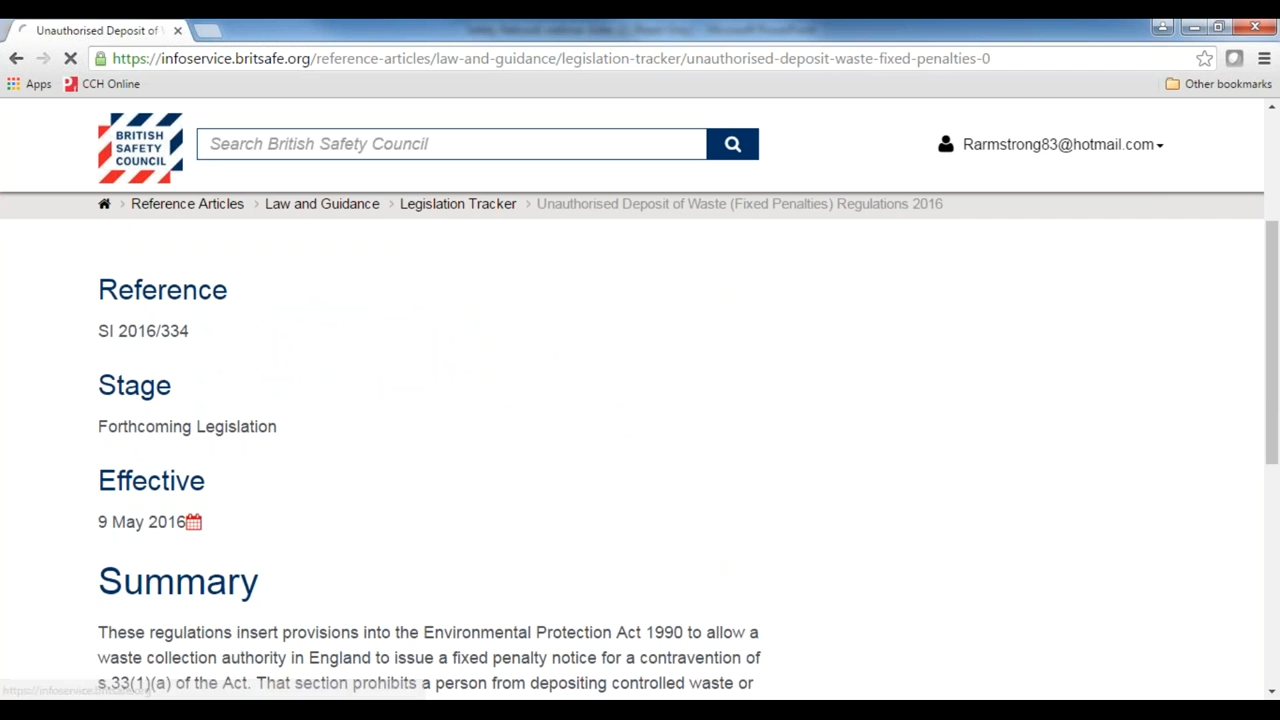 Unauthorised Deposit of
https://infoservice.britsafe.org/reference-articles/law-and-guidance/legislation-tracker/unauthorised-deposit-waste-fixed-penalties-0
Apps CCH Online Other bookmarks
BRITISH
SAFETY
COUNCIL
Search British Safety Council
Rarmstrong83@hotmail.com
Reference Articles > Law and Guidance > Legislation Tracker > Unauthorised Deposit of Waste (Fixed Penalties) Regulations 2016
Reference
SI 2016/334
Stage
Forthcoming Legislation
Effective
9 May 2016
Summary
These regulations insert provisions into the Environmental Protection Act 1990 to allow a
waste collection authority in England to issue a fixed penalty notice for a contravention of
s.33(1)(a) of the Act. That section prohibits a person from depositing controlled waste or
https://infoservice.britsafe.org